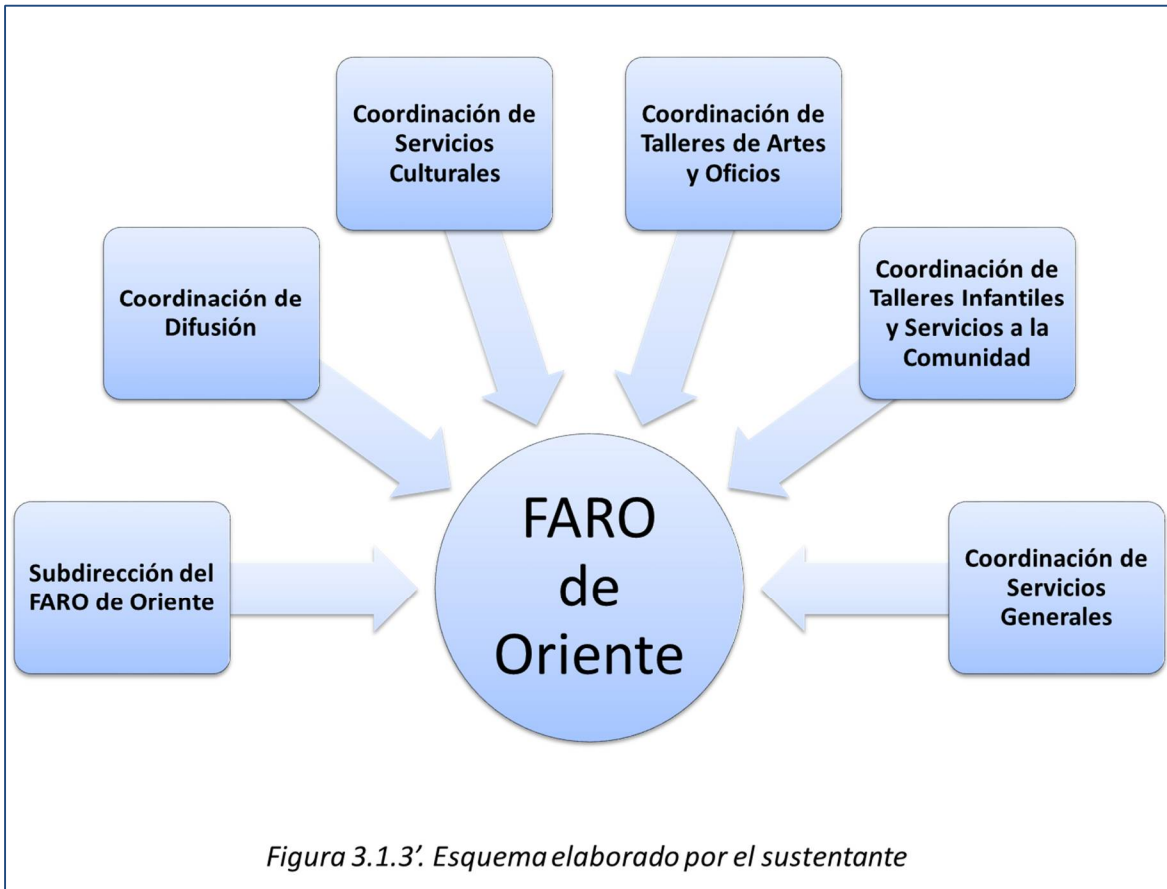 Coordinación de
Servicios
Culturales
Coordinación de
Talleres de Artes
y Oficios
Coordinación de
Difusión
Coordinación de
Talleres Infantiles
y Servicios a la
Comunidad
Subdirección del
FARO de Oriente
FARO
de
Oriente
Coordinación de
Servicios
Generales
Figura 3.1.3’. Esquema elaborado por el sustentante